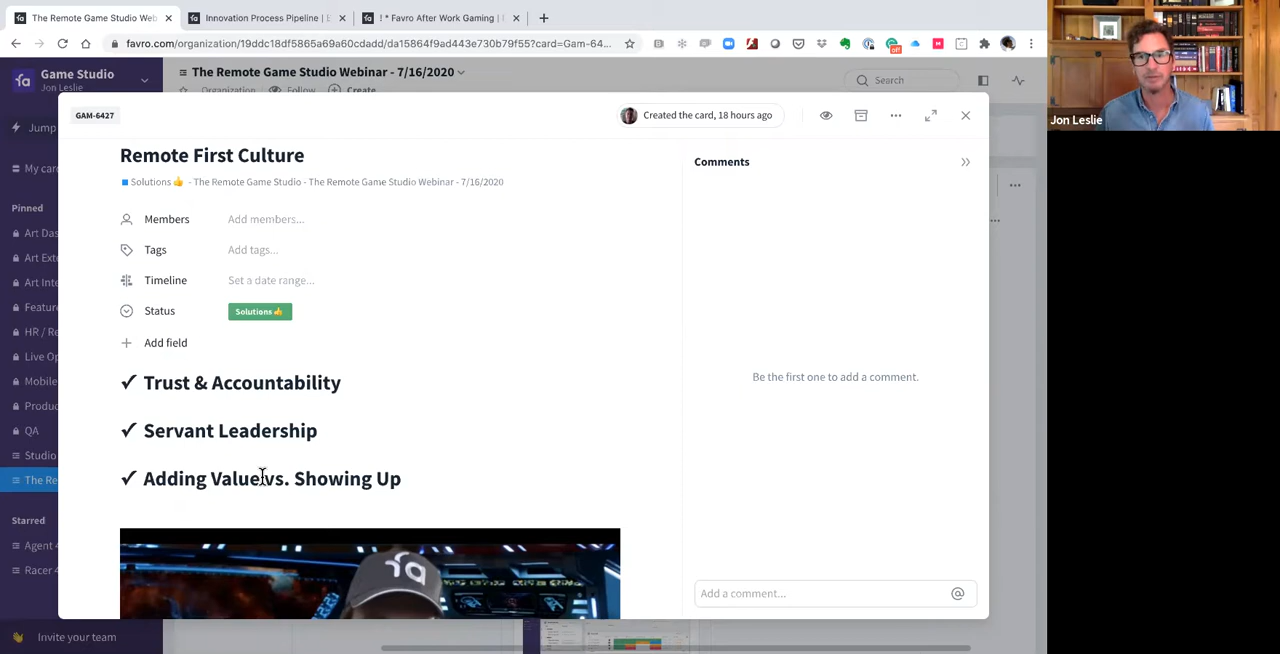 The Remote Game Studio Web
Innovation Process Pipeline | E
! * Favro After Work Gaming |
favro.com/organization/19ddc18df5865a69a60cdadd/da15864f9ad443e730b79f55?card=Gam-64...
off
fa
Game Studio
Jon Leslie
The Remote Game Studio Webinar - 7/16/2020
Organization
Follow
Create
Search
Jon Leslie
Jump
My car
Pinned
Art Das
Art Exte
Art Inte
Feature
HR / Re
Live Op
Mobile
Produc
QA
Studio
The Re
Starred
Agent 4
Racer 4
Invite your team
GAM-6427
Created the card, 18 hours ago
Remote First Culture
Solutions 👍 - The Remote Game Studio - The Remote Game Studio Webinar - 7/16/2020
Members
Add members...
Tags
Add tags...
Timeline
Set a date range...
Status
Solutions 👍
Add field
✓ Trust & Accountability
✓ Servant Leadership
✓ Adding Value vs. Showing Up
fa
Comments
Be the first one to add a comment.
Add a comment...